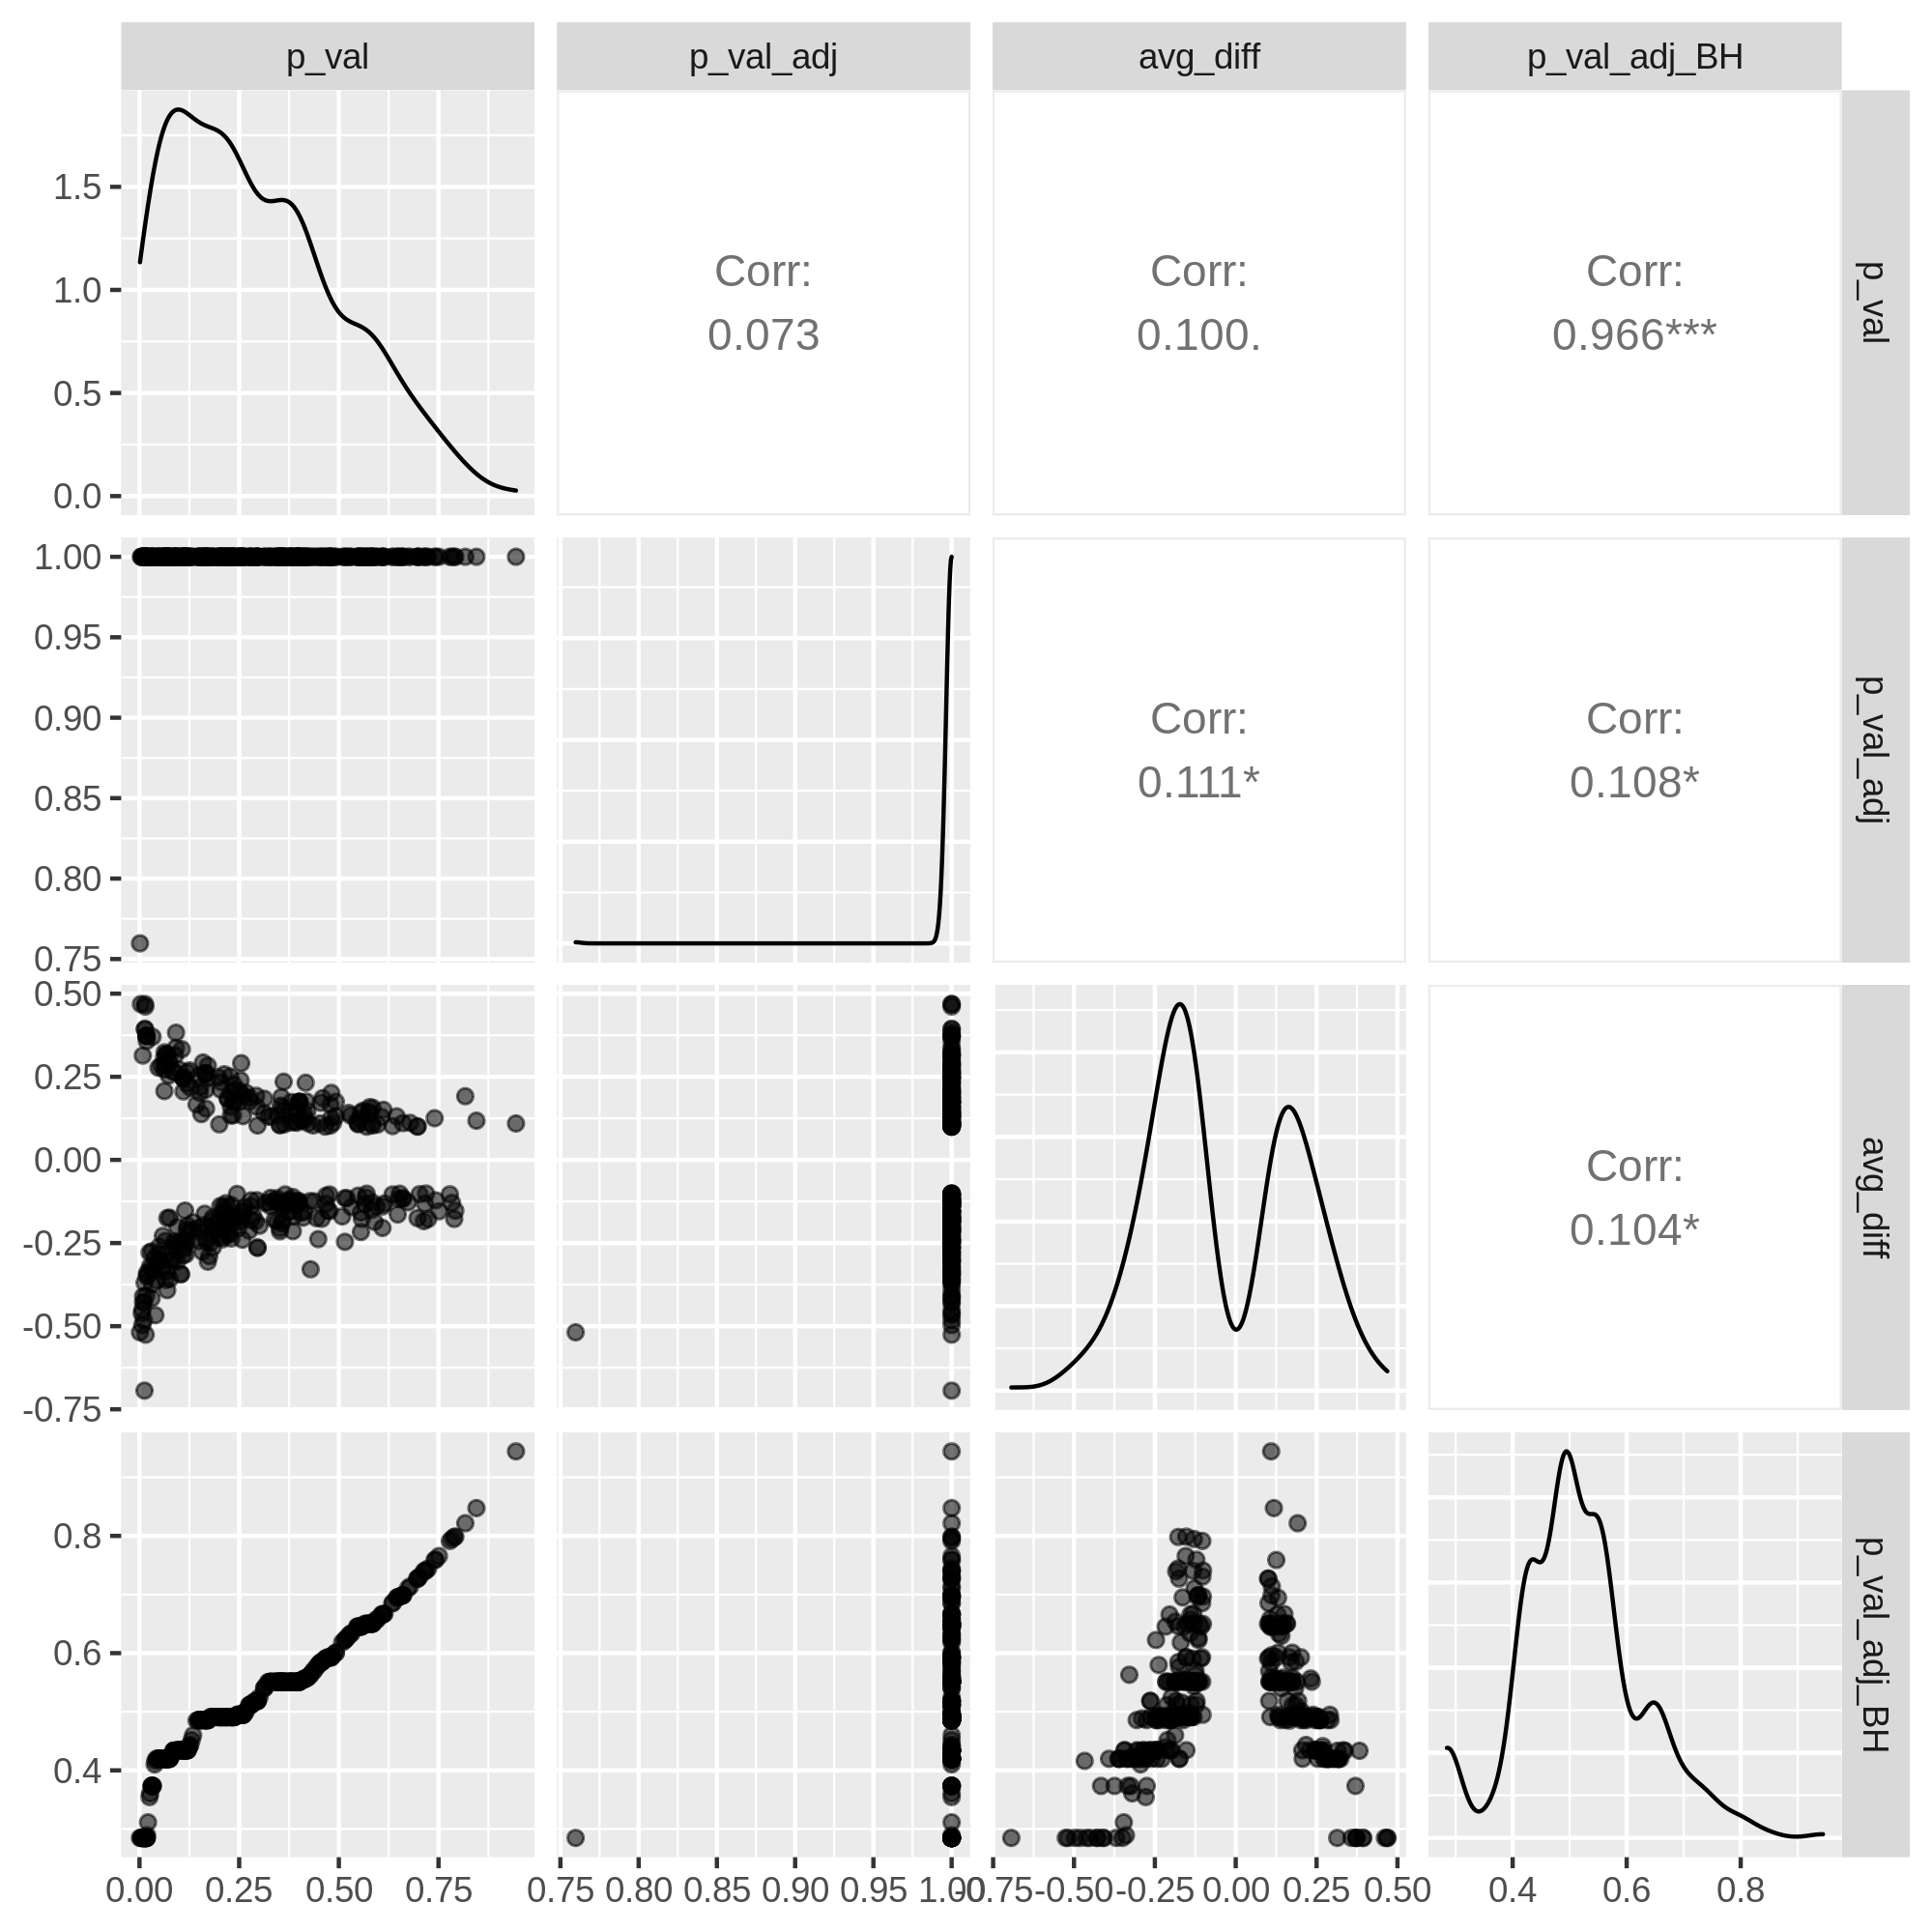 p_val p_val_adj avg_diff p_val_adj_BH
1.5
1.0
0.5
0.0
Corr:
0.073
Corr:
0.100.
Corr:
0.966***
p_val
1.00
0.95
0.90
0.85
0.80
0.75
Corr:
0.111*
Corr:
0.108*
p_val_adj
0.50
0.25
0.00
-0.25
-0.50
-0.75
Corr:
0.104*
avg_diff
0.8
0.6
0.4
p_val_adj_BH
0.00 0.25 0.50 0.75 0.75 0.80 0.85 0.90 0.95 1.00 -0.75 -0.50 -0.25 0.00 0.25 0.50 0.4 0.6 0.8